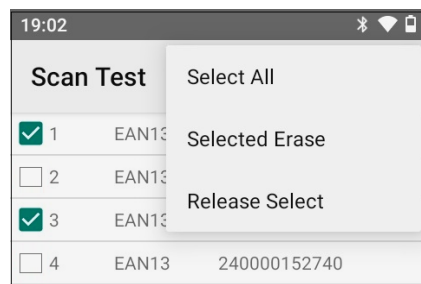 19:02
Scan Test
Select All
Selected Erase
Release Select
1 EAN13
2 EAN13
3 EAN13
4 EAN13 240000152740